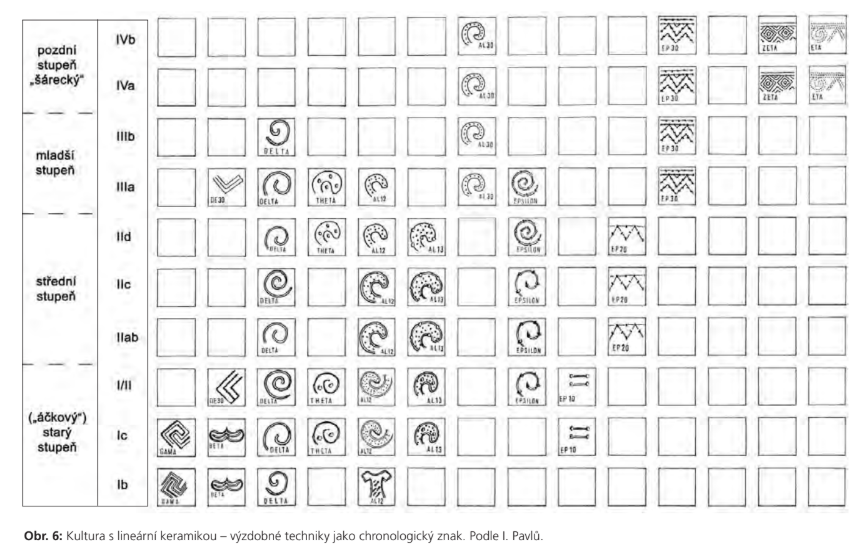 pozdní
stupeň
„šárecký“
IVb
AL30
EP30
ZETA
ETA
IVa
AL30
EP30
ZETA
ETA
mladší
stupeň
IIIb
DELTA
AL30
EP30
IIIa
DE30
DELTA
THETA
AL12
AL30
EPSILON
EP30
střední
stupeň
IId
DELTA
THETA
AL12
AL13
EPSILON
EP20
IIc
DELTA
AL12
AL13
EPSILON
EP20
IIab
DELTA
AL12
AL13
EPSILON
EP20
(„áčkový“)
starý
stupeň
I/II
DE30
DELTA
THETA
AL12
AL13
EPSILON
EP10
Ic
GAMA
BETA
DELTA
THETA
AL12
AL13
EP10
Ib
GAMA
BETA
DELTA
AL12
Obr. 6: Kultura s lineární keramikou – výzdobné techniky jako chronologický znak. Podle I. Pavlů.